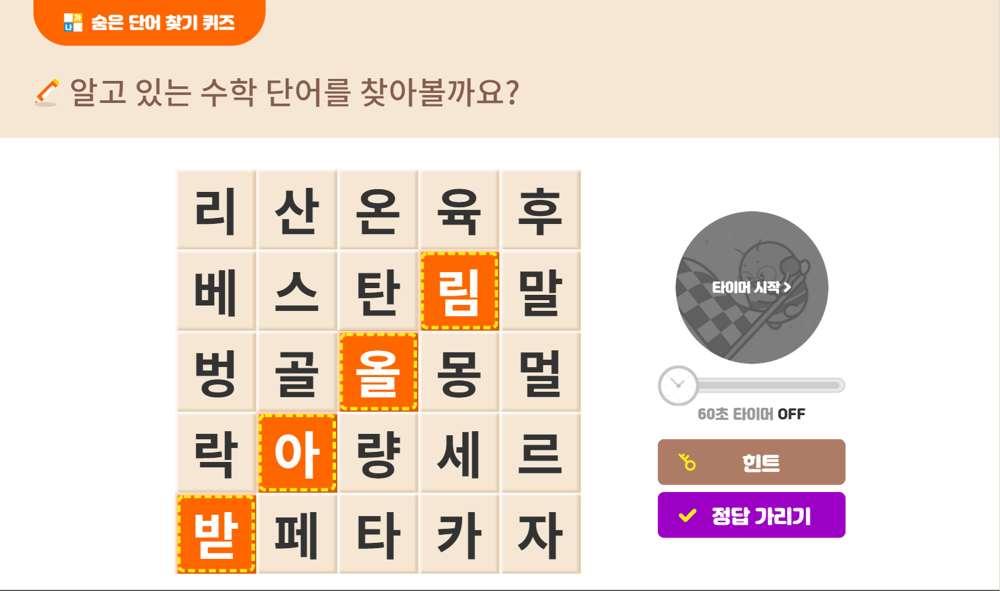 가
나
숨은 단어 찾기 퀴즈
알고 있는 수학 단어를 찾아볼까요?
리 산 온 육 후
베 스 탄 림 말
벙 골 올 몽 멀
락 아 량 세 르
받 페 타 카 자
타이머 시작 >
60초 타이머 OFF
힌트
정답 가리기